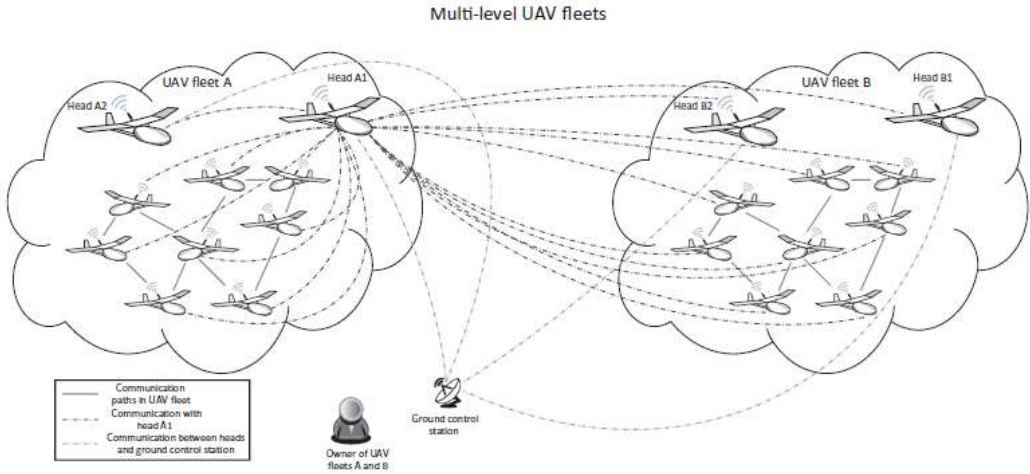 Multi-level UAV fleets
UAV fleet A
Head A1
Head A2
UAV fleet B
Head B1
Head B2
Communication
paths in UAV fleet
Communication with
head A1
Communication between heads
and ground control station
Owner of UAV
fleets A and B
Ground control
station